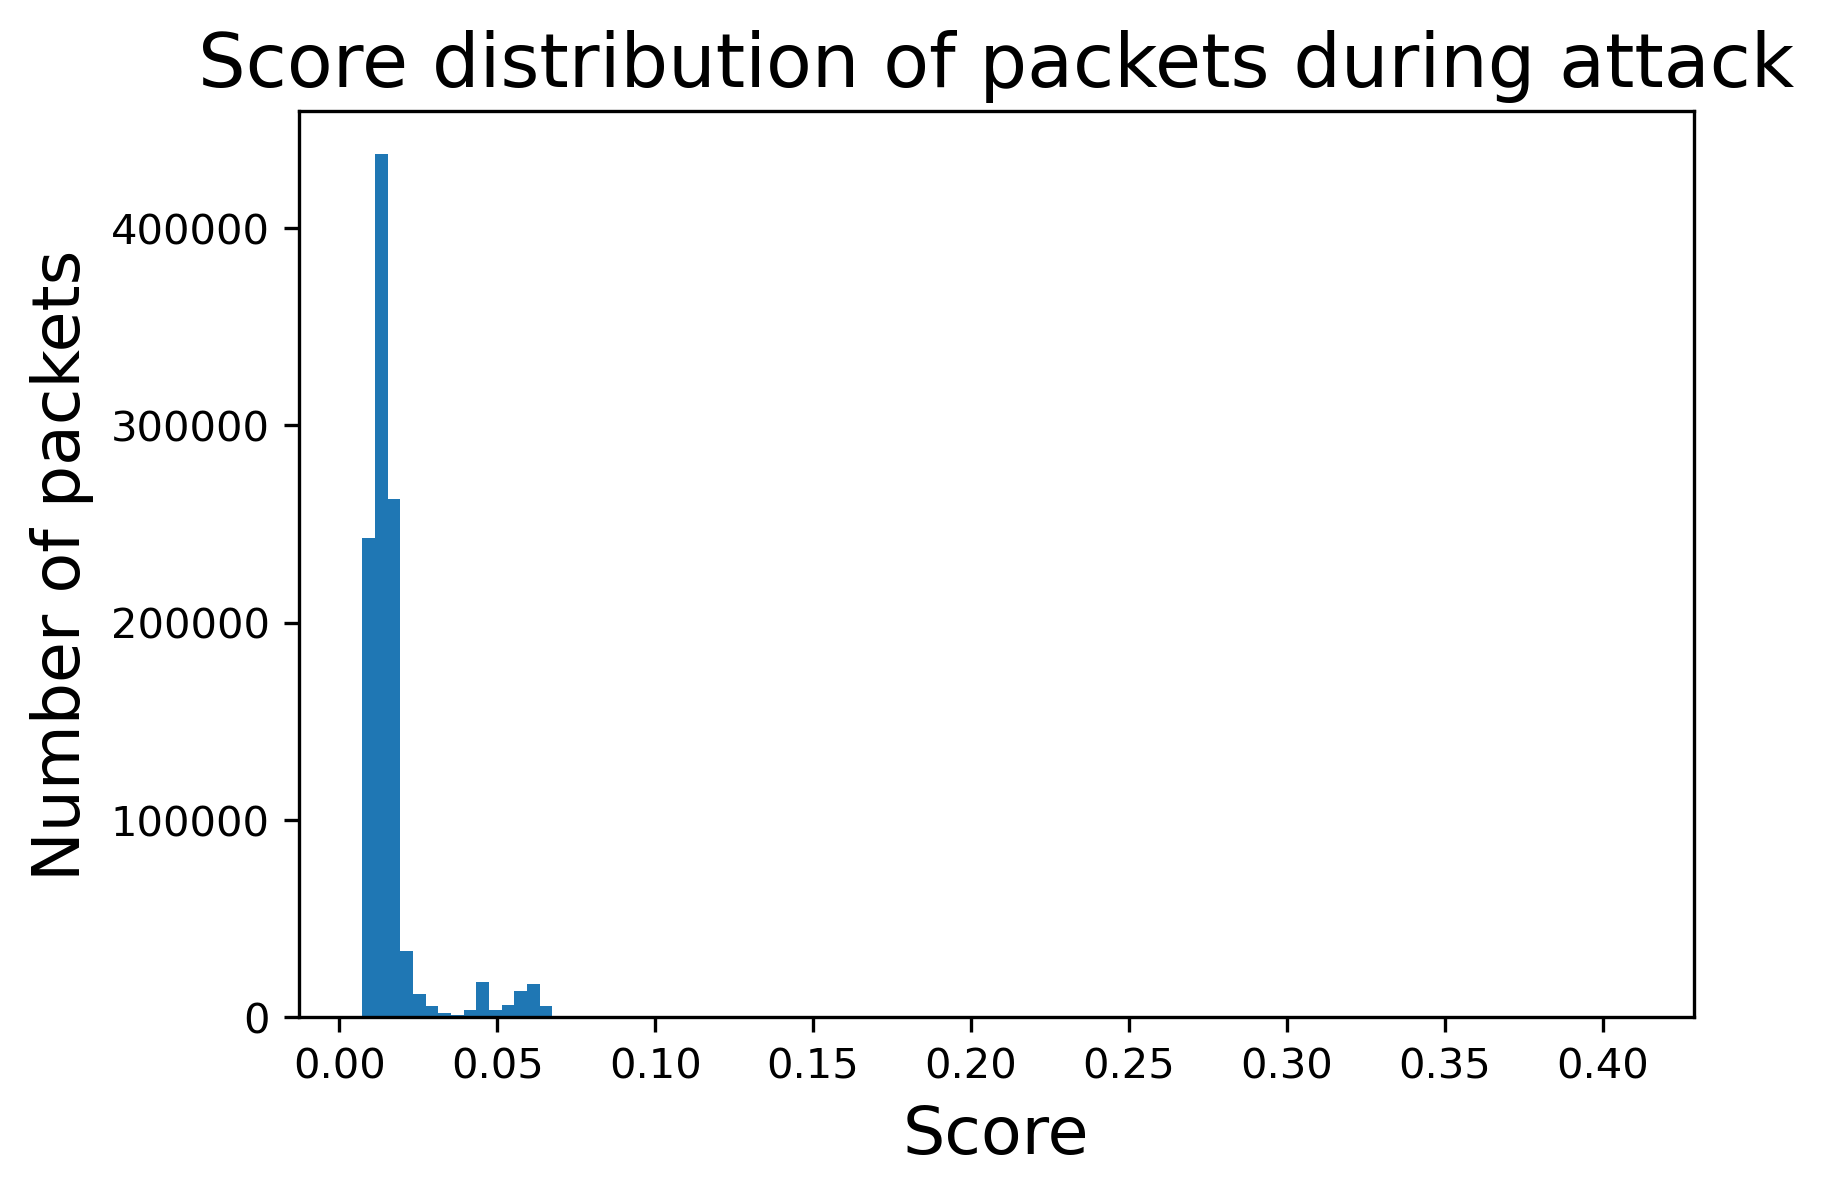 Score distribution of packets during attack
Number of packets
400000
300000
200000
100000
0
0.00 0.05 0.10 0.15 0.20 0.25 0.30 0.35 0.40
Score